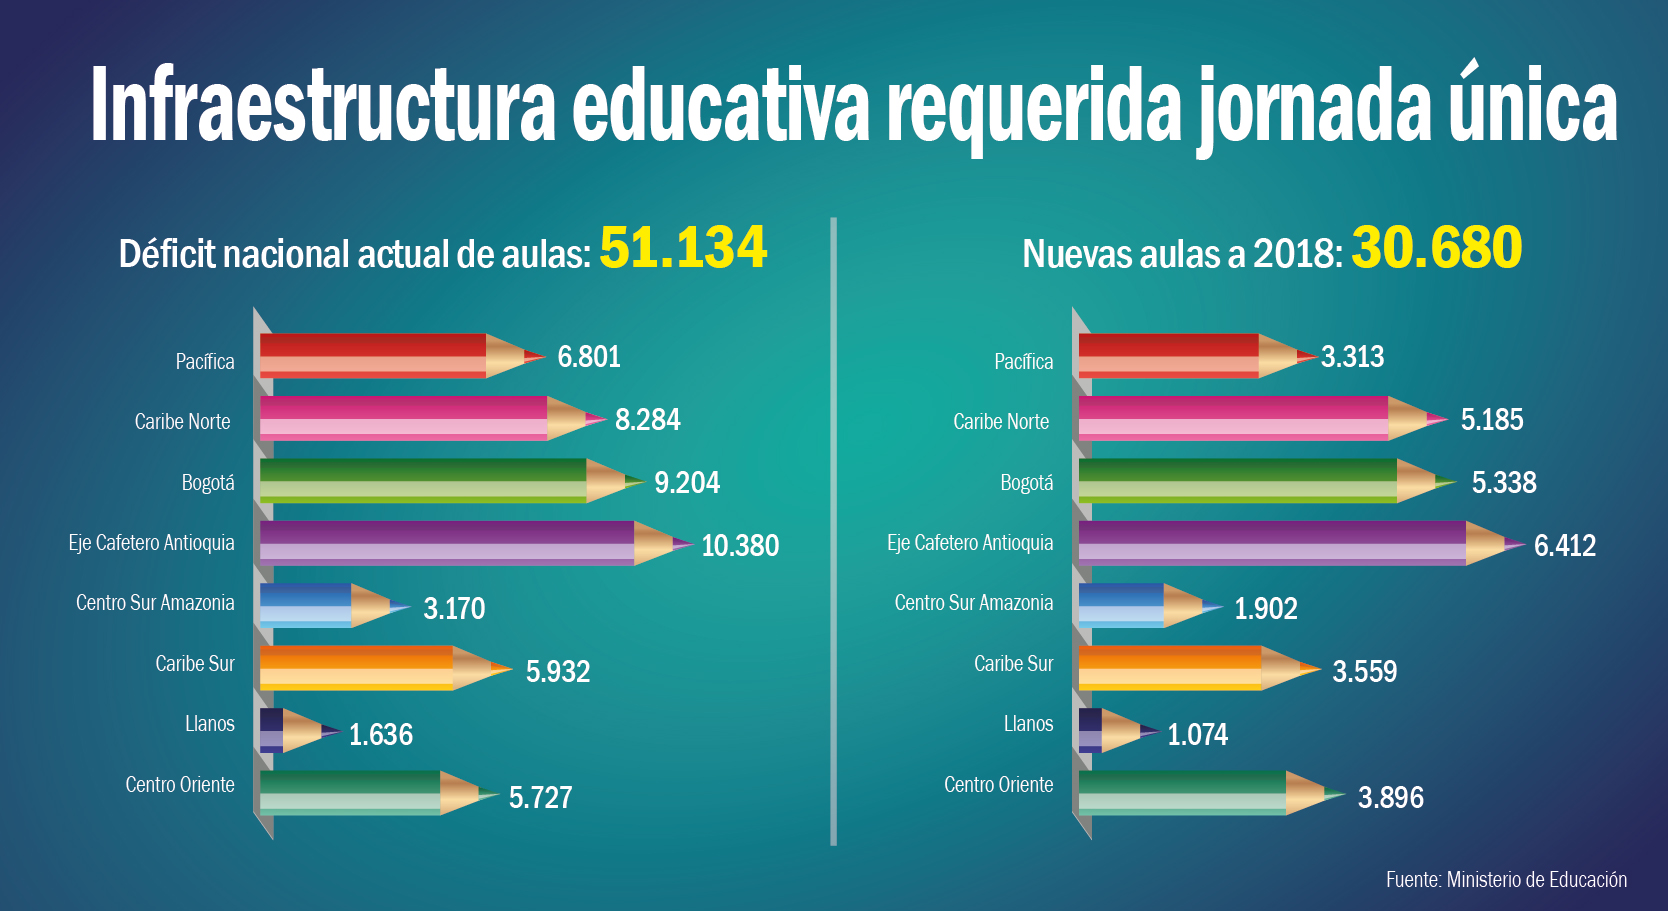 Infraestructura educativa requerida jornada única
Déficit nacional actual de aulas: 51.134
Pacífica 6.801
Caribe Norte 8.284
Bogotá 9.204
Eje Cafetero Antioquia 10.380
Centro Sur Amazonia 3.170
Caribe Sur 5.932
Llanos 1.636
Centro Oriente 5.727
Nuevas aulas a 2018: 30.680
Pacífica 3.313
Caribe Norte 5.185
Bogotá 5.338
Eje Cafetero Antioquia 6.412
Centro Sur Amazonia 1.902
Caribe Sur 3.559
Llanos 1.074
Centro Oriente 3.896
Fuente: Ministerio de Educación